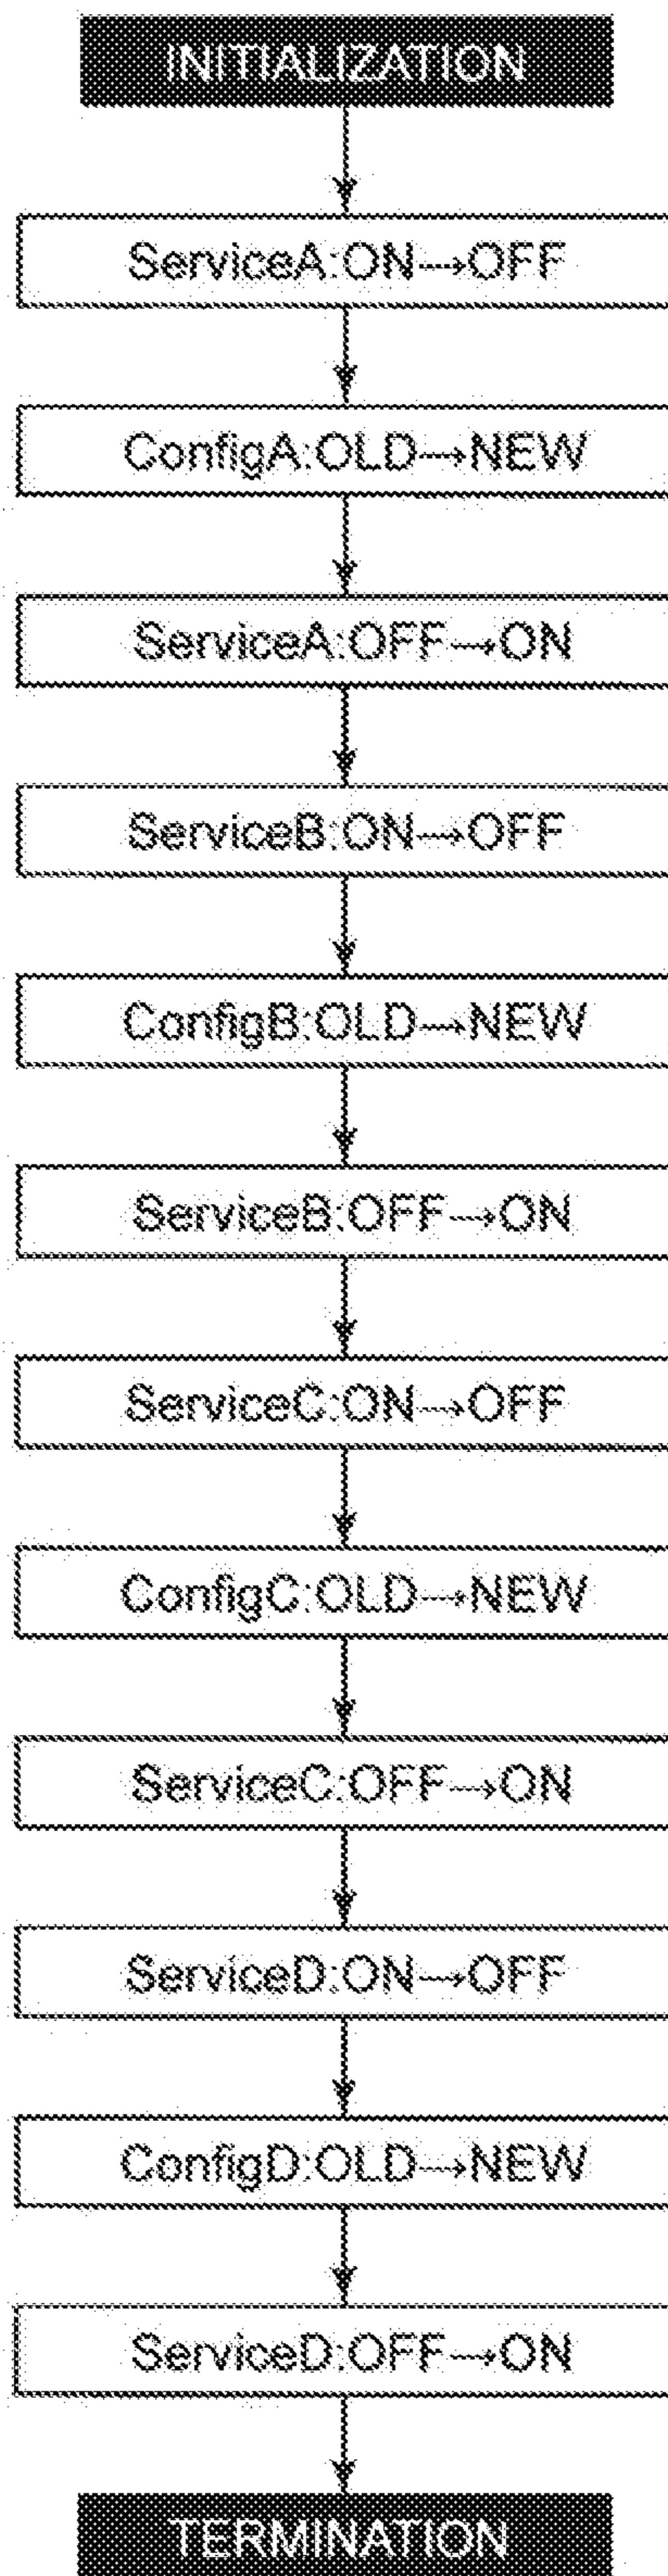 INITIALIZATION
ServiceA:ON→OFF
ConfigA:OLD→NEW
ServiceA:OFF→ON
ServiceB:ON→OFF
ConfigB:OLD→NEW
ServiceB:OFF→ON
ServiceC:ON→OFF
ConfigC:OLD→NEW
ServiceC:OFF→ON
ServiceD:ON→OFF
ConfigD:OLD→NEW
ServiceD:OFF→ON
TERMINATION